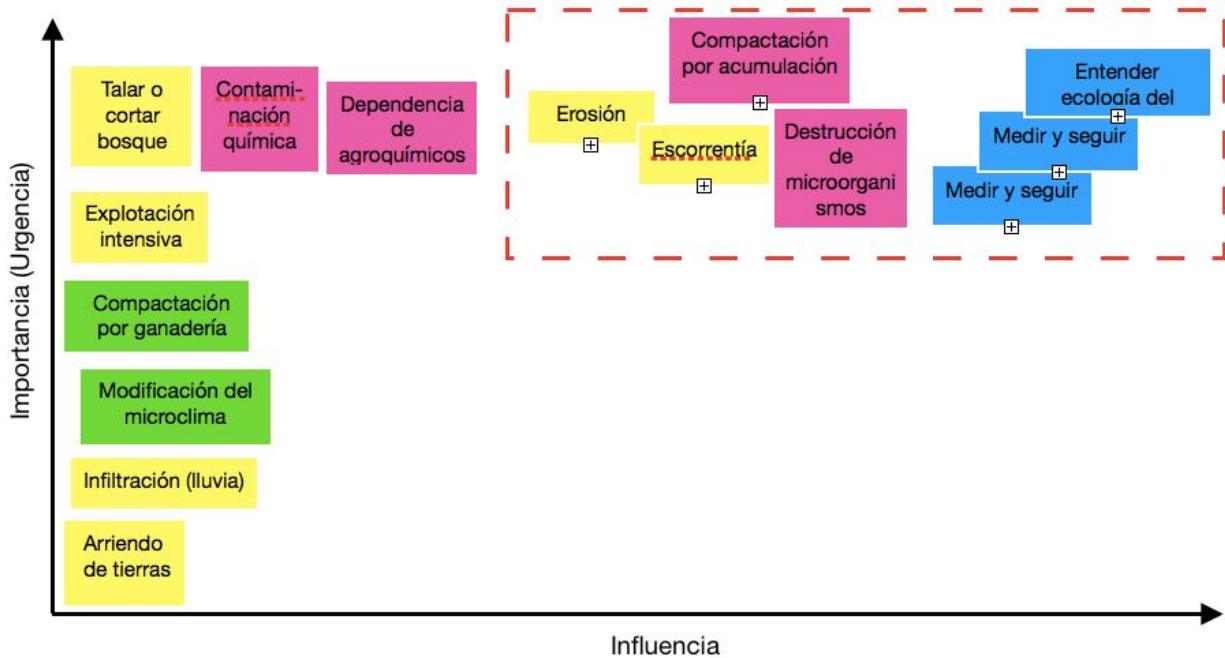 Importancia (Urgencia)
Talar o
cortar
bosque
Contami-
nación
química
Dependencia
de
agroquímicos
Erosión
Escorrentía
Compactación
por acumulación
Destrucción
de
microorgani
smos
Entender
ecología del
Medir y seguir
Medir y seguir
Explotación
intensiva
Compactación
por ganadería
Modificación del
microclima
Infiltración (lluvia)
Arriendo
de tierras
Influencia